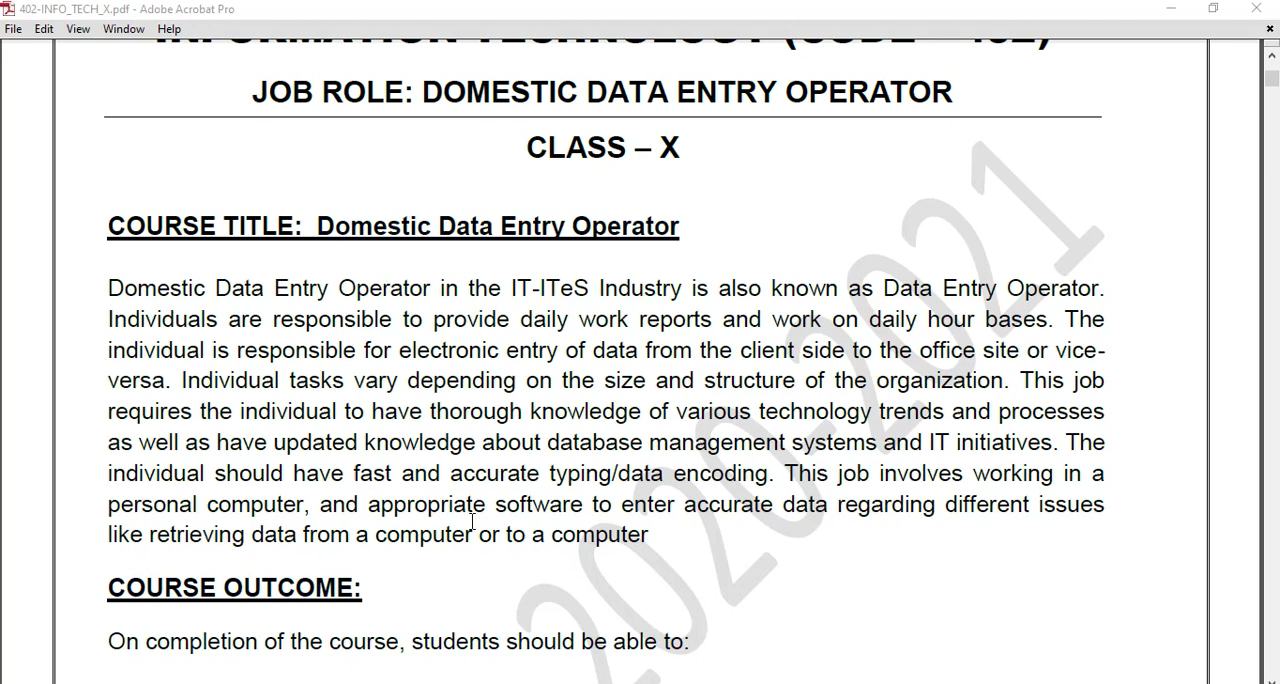 402-INFO_TECH_X.pdf - Adobe Acrobat Pro
File Edit View Window Help
INFORMATION TECHNOLOGY (CODE – 402)
JOB ROLE: DOMESTIC DATA ENTRY OPERATOR
CLASS – X
COURSE TITLE: Domestic Data Entry Operator
Domestic Data Entry Operator in the IT-ITeS Industry is also known as Data Entry Operator.
Individuals are responsible to provide daily work reports and work on daily hour bases. The
individual is responsible for electronic entry of data from the client side to the office site or vice-
versa. Individual tasks vary depending on the size and structure of the organization. This job
requires the individual to have thorough knowledge of various technology trends and processes
as well as have updated knowledge about database management systems and IT initiatives. The
individual should have fast and accurate typing/data encoding. This job involves working in a
personal computer, and appropriate software to enter accurate data regarding different issues
like retrieving data from a computer or to a computer
COURSE OUTCOME:
On completion of the course, students should be able to:
2020-2021